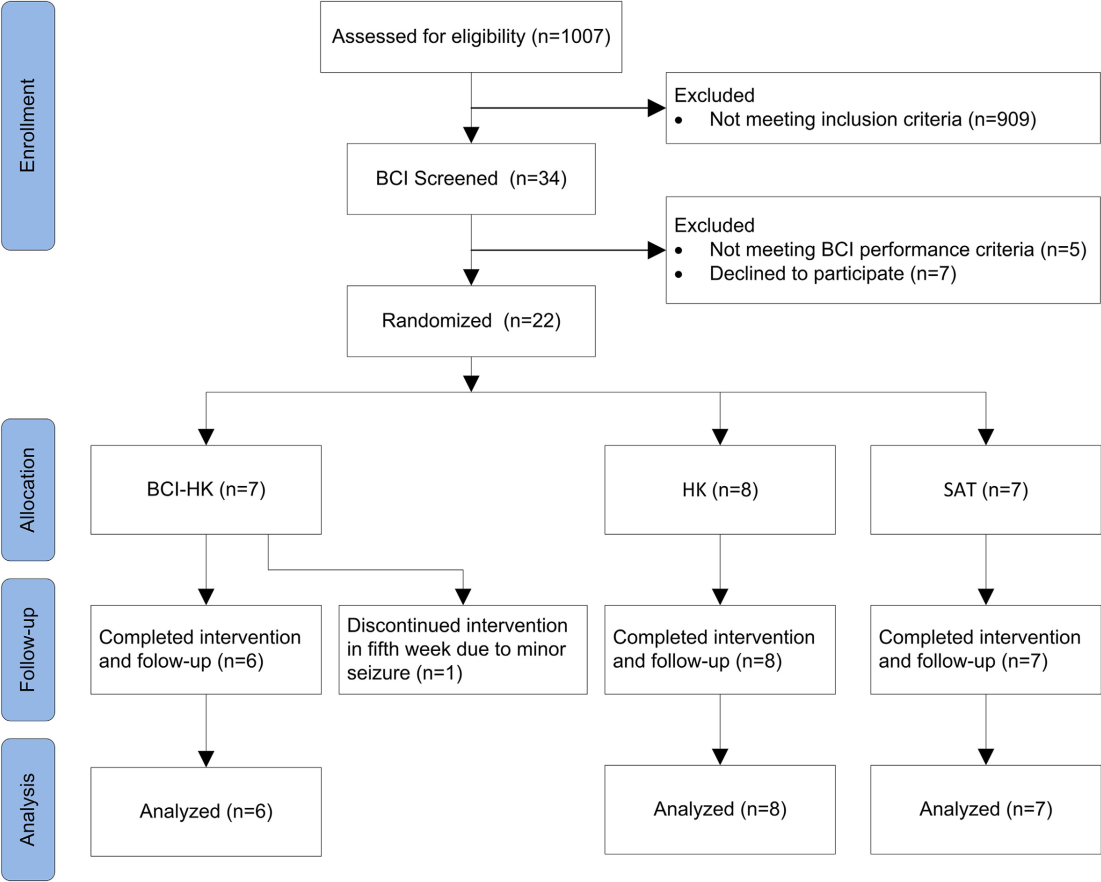 Enrollment
Assessed for eligibility (n=1007)
Excluded
• Not meeting inclusion criteria (n=909)
BCI Screened (n=34)
Excluded
• Not meeting BCI performance criteria (n=5)
• Declined to participate (n=7)
Randomized (n=22)
Allocation
BCI-HK (n=7)
HK (n=8)
SAT (n=7)
Follow-up
Completed intervention
and folow-up (n=6)
Discontinued intervention
in fifth week due to minor
seizure (n=1)
Completed intervention
and follow-up (n=8)
Completed intervention
and follow-up (n=7)
Analysis
Analyzed (n=6)
Analyzed (n=8)
Analyzed (n=7)